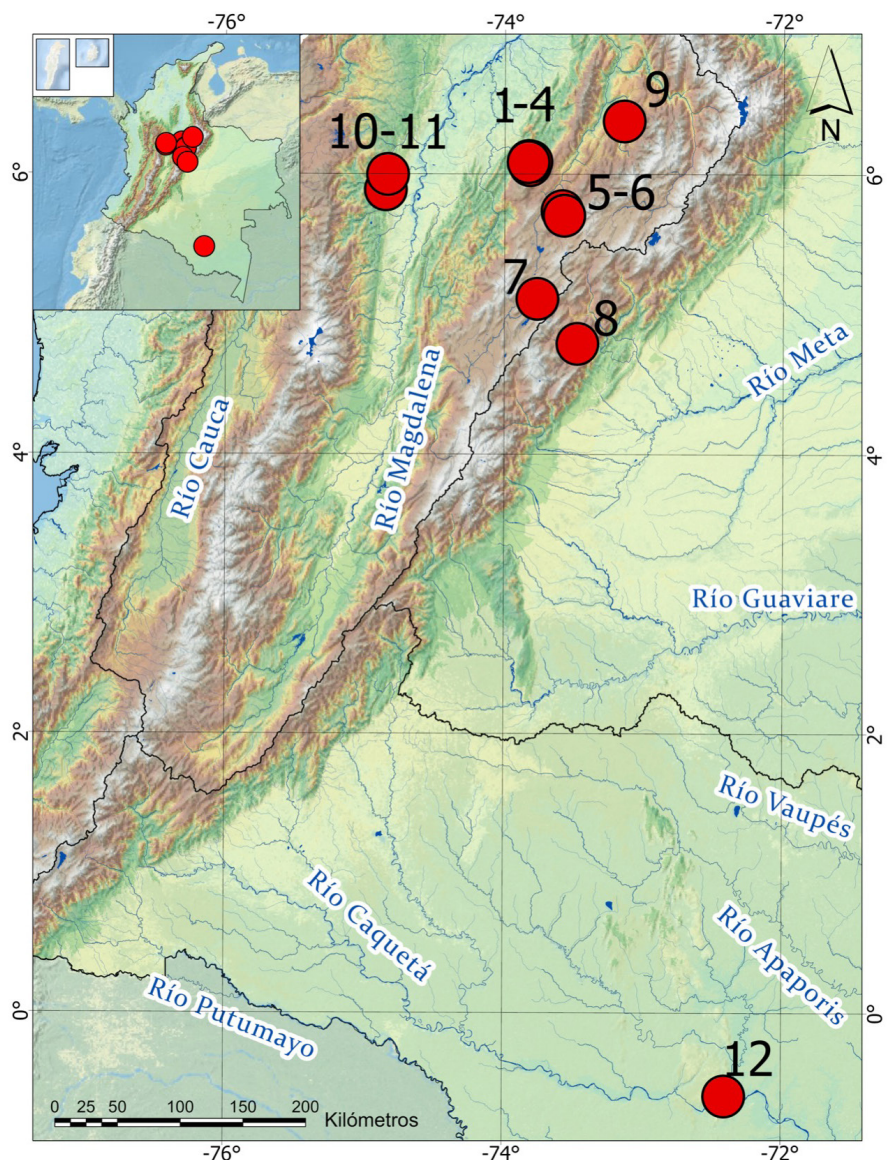 -76°
-74°
-72°
N
9
1-4
10-11
6°
6°
5-6
7
8
Río Meta
Río Magdalena
Río Cauca
4°
4°
Río Guaviare
2°
2°
Río Vaupés
Río Caquetá
Río Apaporis
0°
0°
Río Putumayo
12
0 25 50 100 150 200
Kilómetros
-76°
-74°
-72°